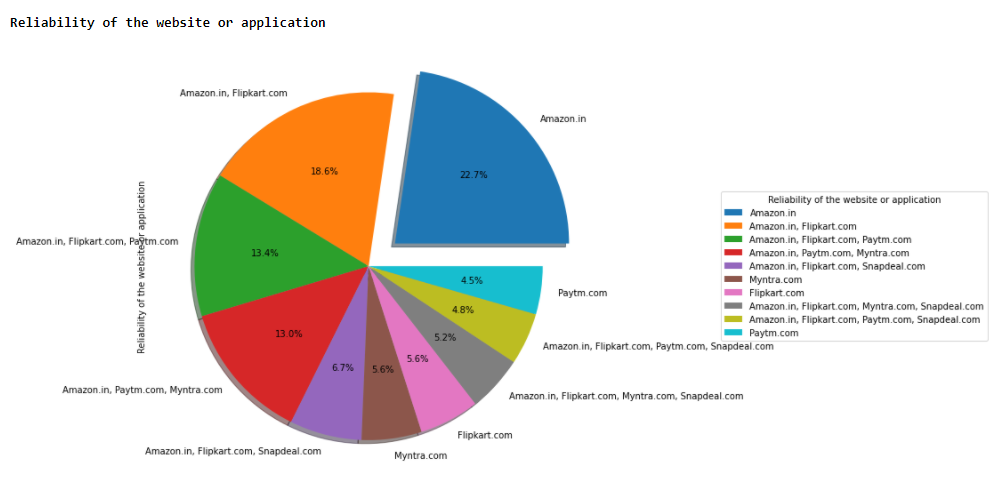 Reliability of the website or application
Amazon.in, Flipkart.com
Amazon.in
18.6%
22.7%
Amazon.in, Flipkart.com, Paytm.com
13.4%
Reliability of the website or application
4.5%
Paytm.com
4.8%
Amazon.in, Flipkart.com, Paytm.com, Snapdeal.com
13.0%
5.2%
5.6%
6.7%
5.6%
Amazon.in, Paytm.com, Myntra.com
Amazon.in, Flipkart.com, Myntra.com, Snapdeal.com
Flipkart.com
Amazon.in, Flipkart.com, Snapdeal.com
Myntra.com
Reliability of the website or application
Amazon.in
Amazon.in, Flipkart.com
Amazon.in, Flipkart.com, Paytm.com
Amazon.in, Paytm.com, Myntra.com
Amazon.in, Flipkart.com, Snapdeal.com
Myntra.com
Flipkart.com
Amazon.in, Flipkart.com, Myntra.com, Snapdeal.com
Amazon.in, Flipkart.com, Paytm.com, Snapdeal.com
Paytm.com